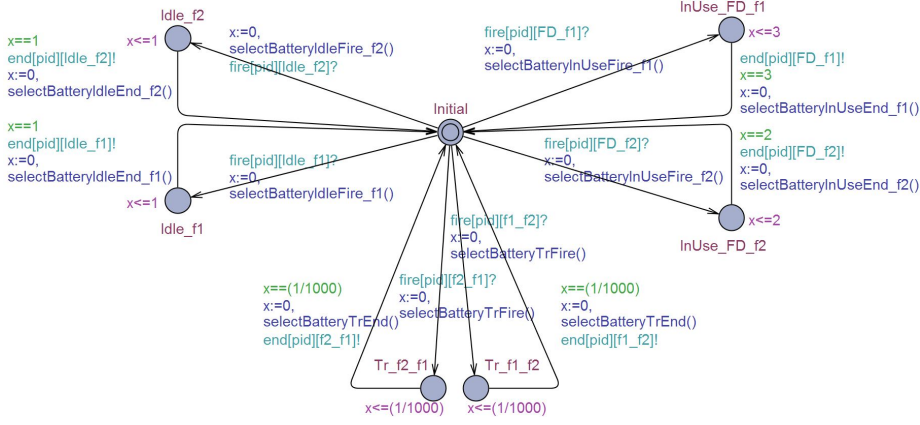 Idle_f2
x==1
end[pid][Idle_f2]!
x:=0,
selectBatteryIdleEnd_f2()
x<=1
x:=0,
selectBatteryIdleFire_f2()
fire[pid][Idle_f2]?
fire[pid][FD_f1]?
x:=0,
selectBatteryInUseFire_f1()
InUse_FD_f1
x<=3
end[pid][FD_f1]!
x==3
x:=0,
selectBatteryInUseEnd_f1()
Initial
x==1
end[pid][Idle_f1]!
x:=0,
selectBatteryIdleEnd_f1()
x<=1
Idle_f1
fire[pid][Idle_f1]?
x:=0,
selectBatteryIdleFire_f1()
fire[pid][FD_f2]?
x:=0,
selectBatteryInUseFire_f2()
x==2
end[pid][FD_f2]!
x:=0,
selectBatteryInUseEnd_f2()
x<=2
InUse_FD_f2
fire[pid][f1_f2]?
x:=0,
selectBatteryTrFire()
fire[pid][f2_f1]?
x:=0,
selectBatteryTrFire()
x==(1/1000)
x:=0,
selectBatteryTrEnd()
end[pid][f2_f1]!
x==(1/1000)
x:=0,
selectBatteryTrEnd()
end[pid][f1_f2]!
Tr_f2_f1
Tr_f1_f2
x<=(1/1000)
x<=(1/1000)